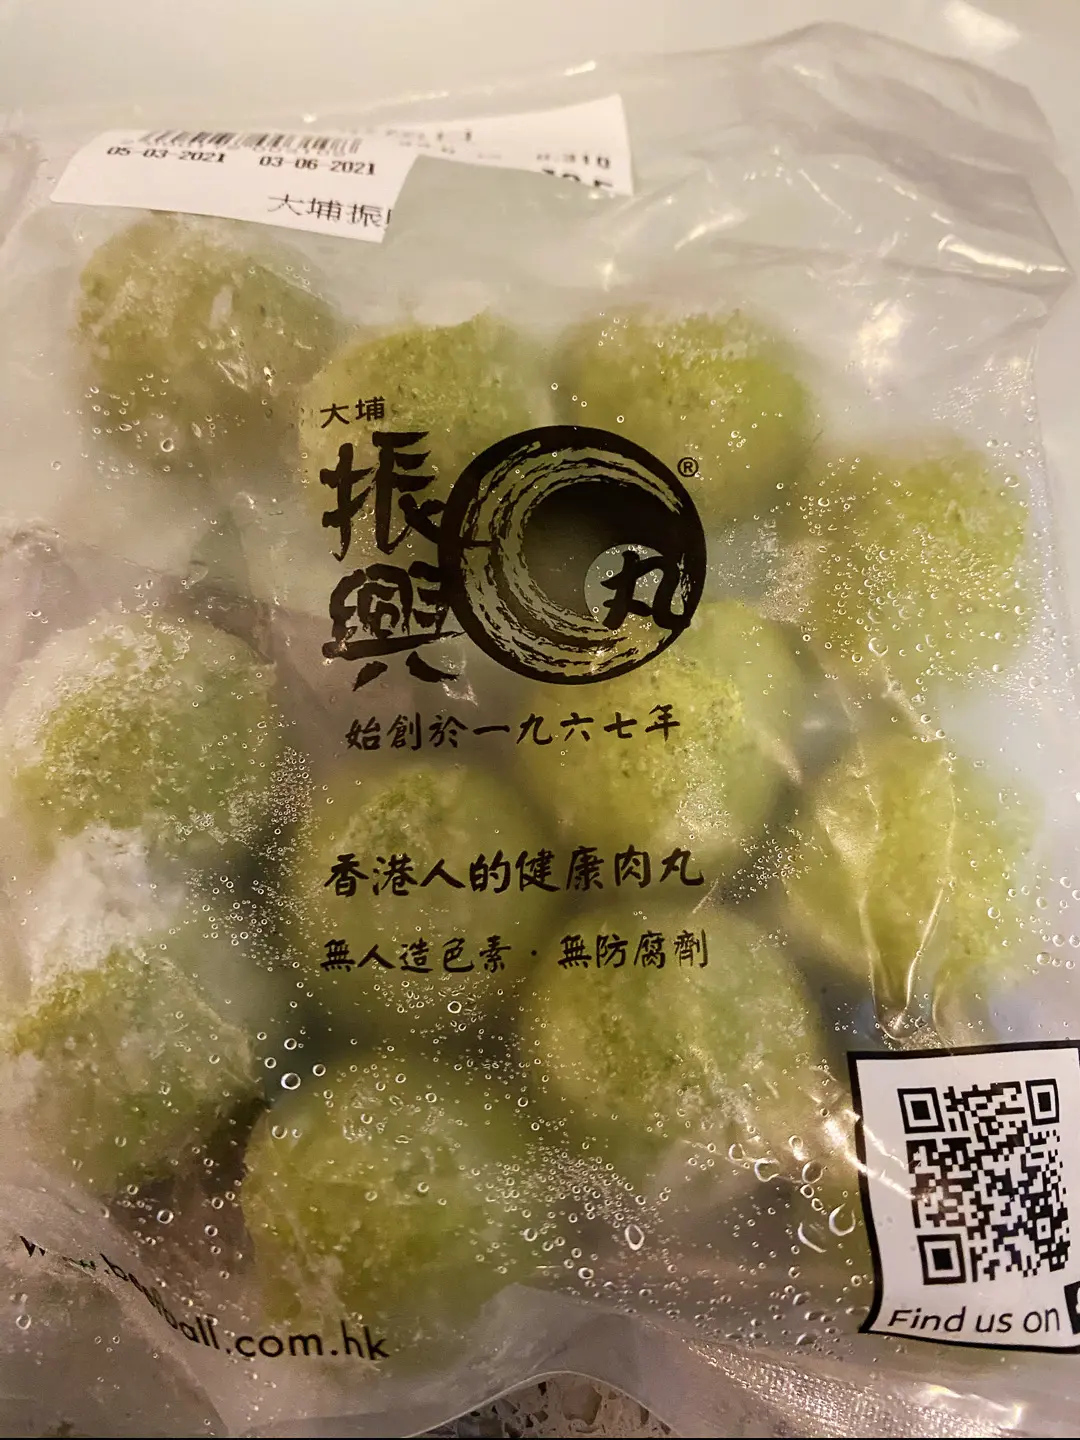 05-03-2021 03-06-2021
大埔振
大埔
振興
丸
®
始創於一九六七年
香港人的健康肉丸
無人造色素·無防腐劑
www.beefball.com.hk
Find us on